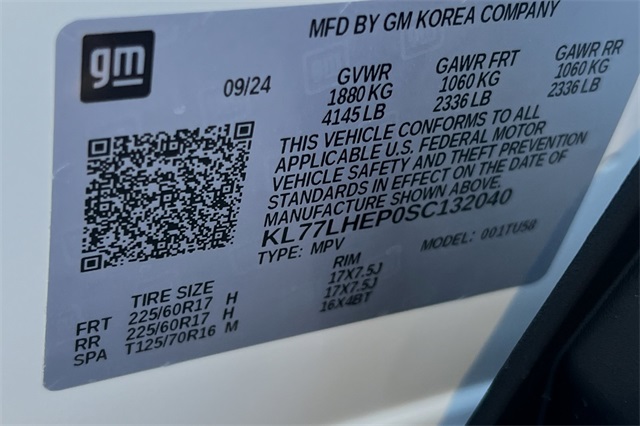 MFD BY GM KOREA COMPANY
gm
09/24
GVWR GAWR FRT GAWR RR
1880 KG 1060 KG 1060 KG
4145 LB 2336 LB 2336 LB
THIS VEHICLE CONFORMS TO ALL
APPLICABLE U.S. FEDERAL MOTOR
VEHICLE SAFETY AND THEFT PREVENTION
STANDARDS IN EFFECT ON THE DATE OF
MANUFACTURE SHOWN ABOVE.
KL77LHEP0SC132040
TYPE: MPV MODEL: 001TU58
TIRE SIZE RIM
FRT 225/60R17 H 17X7.5J
RR 225/60R17 H 17X7.5J
SPA T125/70R16 M 16X4BT